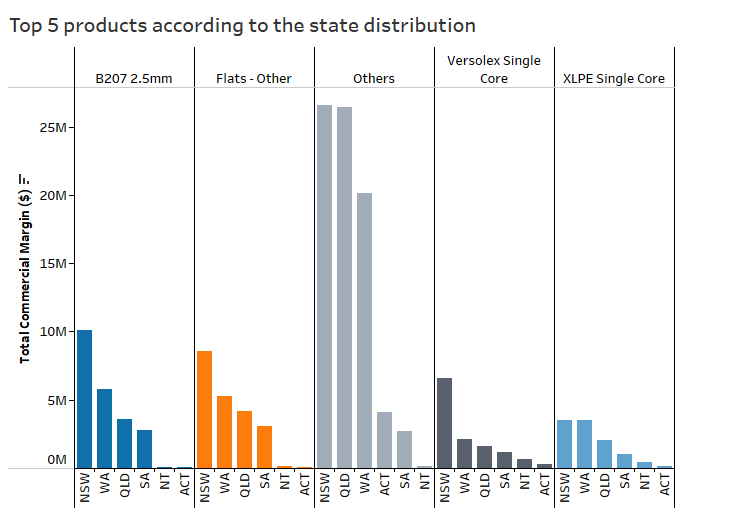 Top 5 products according to the state distribution
Versolex Single
B207 2.5mm Flats - Other Others Core XLPE Single Core
25M
20M
15M
10M
5M
0M
Total Commercial Margin ($)
NSW WA QLD SA NT ACT NSW WA QLD SA NT ACT NSW QLD WA ACT SA NT NSW WA QLD SA NT ACT NSW WA QLD SA NT ACT